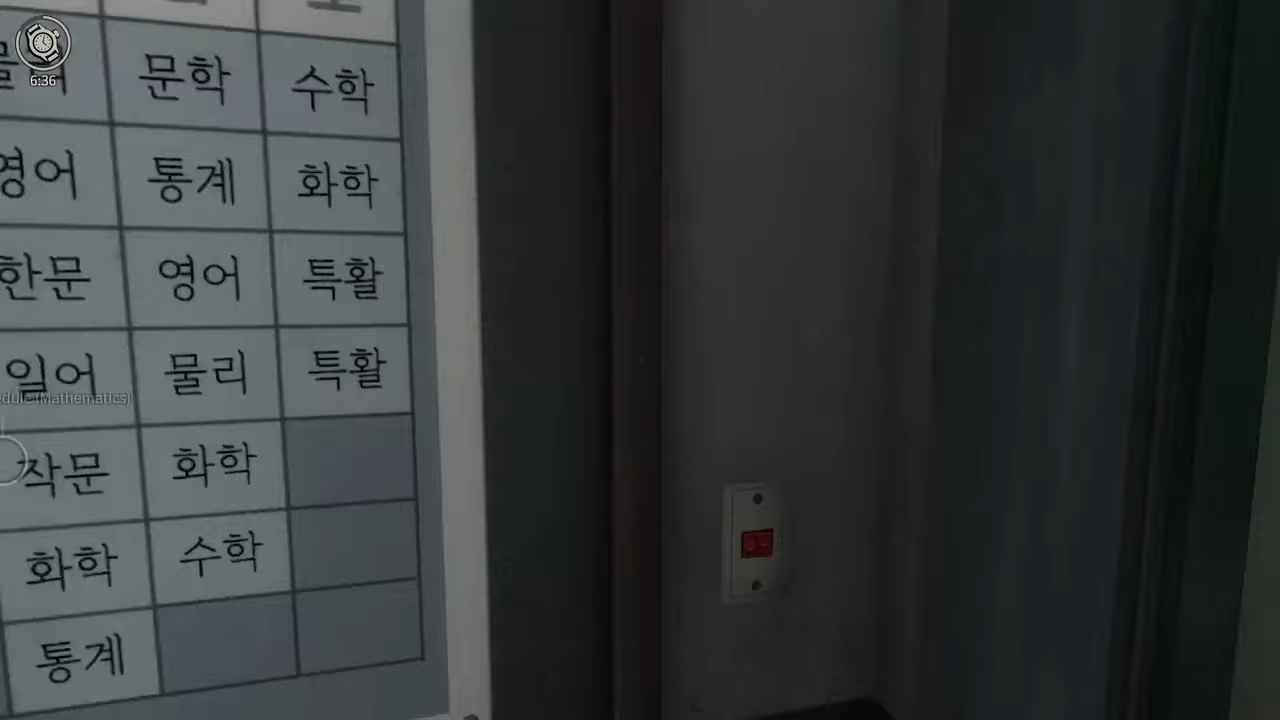 6:36
문학 수학
영어 통계 화학
한문 영어 특활
일어 물리 특활
(Mathematics)
작문 화학
화학 수학
통계